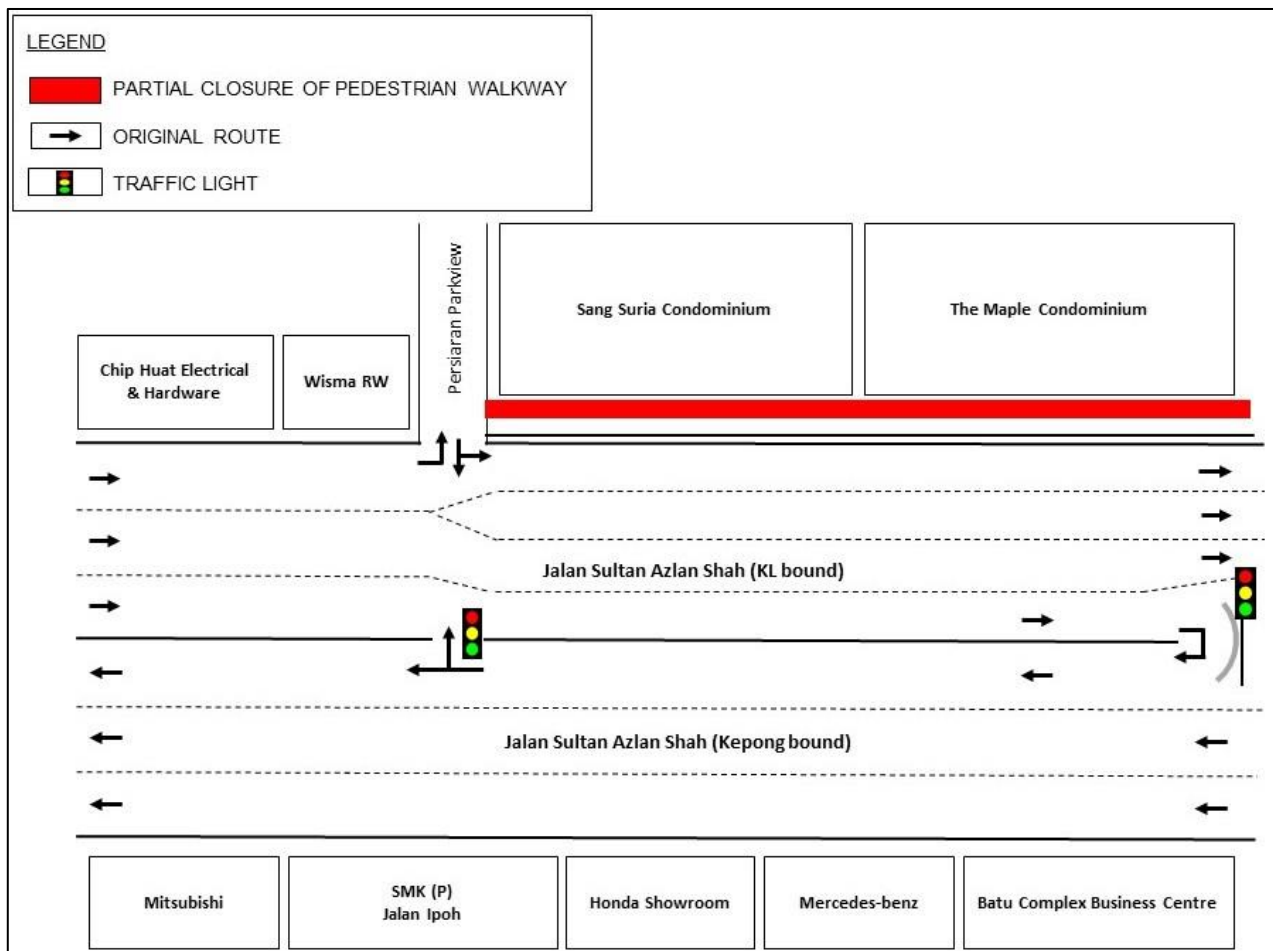 LEGEND
PARTIAL CLOSURE OF PEDESTRIAN WALKWAY
ORIGINAL ROUTE
TRAFFIC LIGHT
Persiaran Parkview
Sang Suria Condominium
The Maple Condominium
Chip Huat Electrical
& Hardware
Wisma RW
Jalan Sultan Azlan Shah (KL bound)
Jalan Sultan Azlan Shah (Kepong bound)
Mitsubishi
SMK (P)
Jalan Ipoh
Honda Showroom
Mercedes-benz
Batu Complex Business Centre